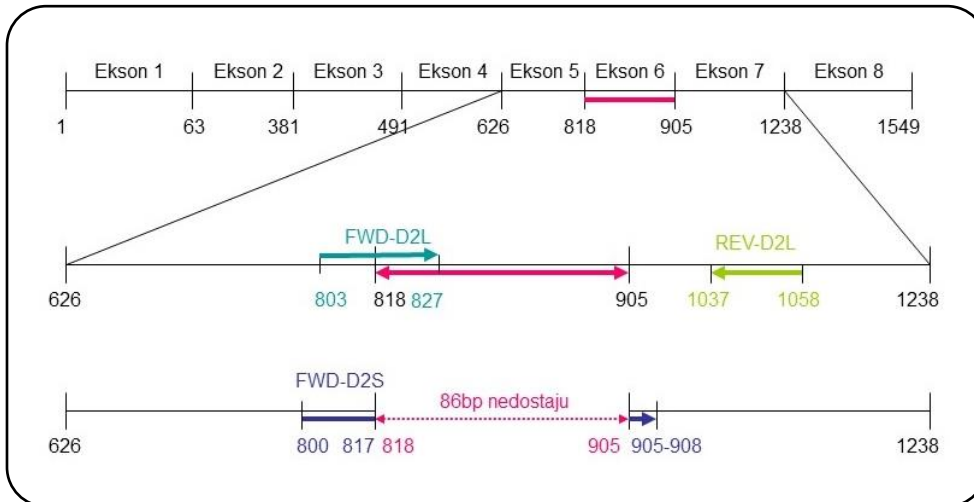 Ekson 1 Ekson 2 Ekson 3 Ekson 4 Ekson 5 Ekson 6 Ekson 7 Ekson 8
1 63 381 491 626 818 905 1238 1549
FWD-D2L REV-D2L
626 803 818 827 905 1037 1058 1238
FWD-D2S
86bp nedostaju
626 800 817 818 905 905-908 1238